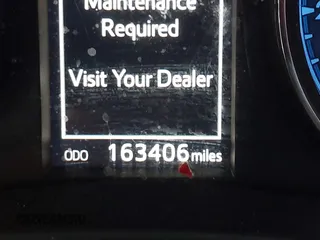 Maintenance
Required
Visit Your Dealer
ODO 163406 miles